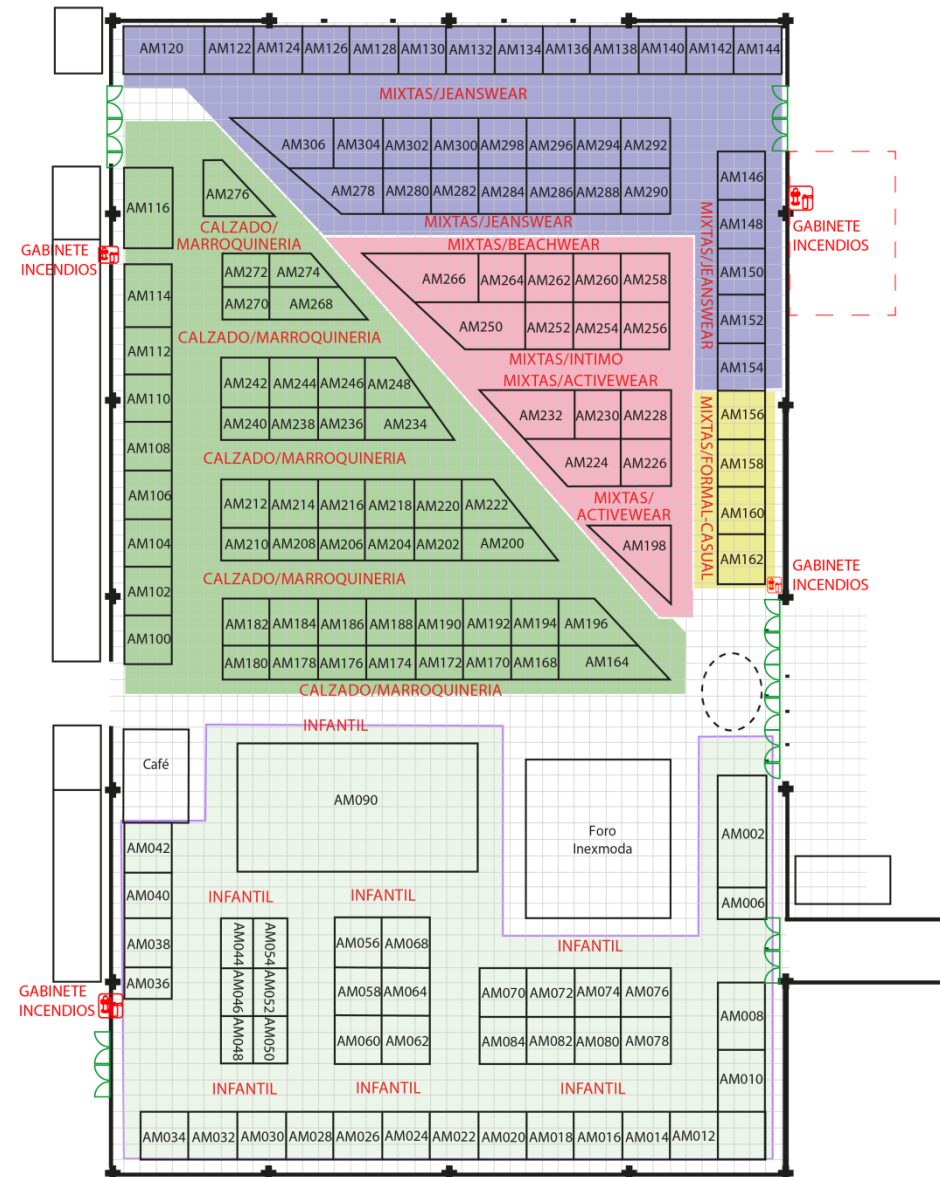 AM120 AM122 AM124 AM126 AM128 AM130 AM132 AM134 AM136 AM138 AM140 AM142 AM144
MIXTAS/JEANSWEAR
AM306 AM304 AM302 AM300 AM298 AM296 AM294 AM292
AM278 AM280 AM282 AM284 AM286 AM288 AM290
MIXTAS/JEANSWEAR
AM146
AM148
AM150
AM152
AM154
MIXTAS/JEANSWEAR
GABINETE
INCENDIOS
AM116
AM276
CALZADO/
MARROQUINERIA
GABINETE
INCENDIOS
AM272 AM274
AM270 AM268
CALZADO/MARROQUINERIA
MIXTAS/BEACHWEAR
AM266 AM264 AM262 AM260 AM258
AM250 AM252 AM254 AM256
MIXTAS/INTIMO
MIXTAS/ACTIVEWEAR
AM232 AM230 AM228
AM224 AM226
MIXTAS/
ACTIVEWEAR
AM198
AM156
AM158
AM160
AM162
MIXTAS/FORMAL-CASUAL
GABINETE
INCENDIOS
AM114
AM112
AM110
AM108
AM106
AM104
AM102
AM100
AM242 AM244 AM246 AM248
AM240 AM238 AM236 AM234
CALZADO/MARROQUINERIA
AM212 AM214 AM216 AM218 AM220 AM222
AM210 AM208 AM206 AM204 AM202 AM200
CALZADO/MARROQUINERIA
AM182 AM184 AM186 AM188 AM190 AM192 AM194 AM196
AM180 AM178 AM176 AM174 AM172 AM170 AM168 AM164
CALZADO/MARROQUINERIA
INFANTIL
Café
AM090
Foro
Inexmoda
AM002
AM006
AM042
AM040
AM038
AM036
GABINETE
INCENDIOS
INFANTIL
INFANTIL
INFANTIL
AM044 AM054
AM046 AM052
AM048 AM050
AM056 AM068
AM058 AM064
AM060 AM062
AM070 AM072 AM074 AM076
AM084 AM082 AM080 AM078
AM008
AM010
INFANTIL
INFANTIL
INFANTIL
AM034 AM032 AM030 AM028 AM026 AM024 AM022 AM020 AM018 AM016 AM014 AM012